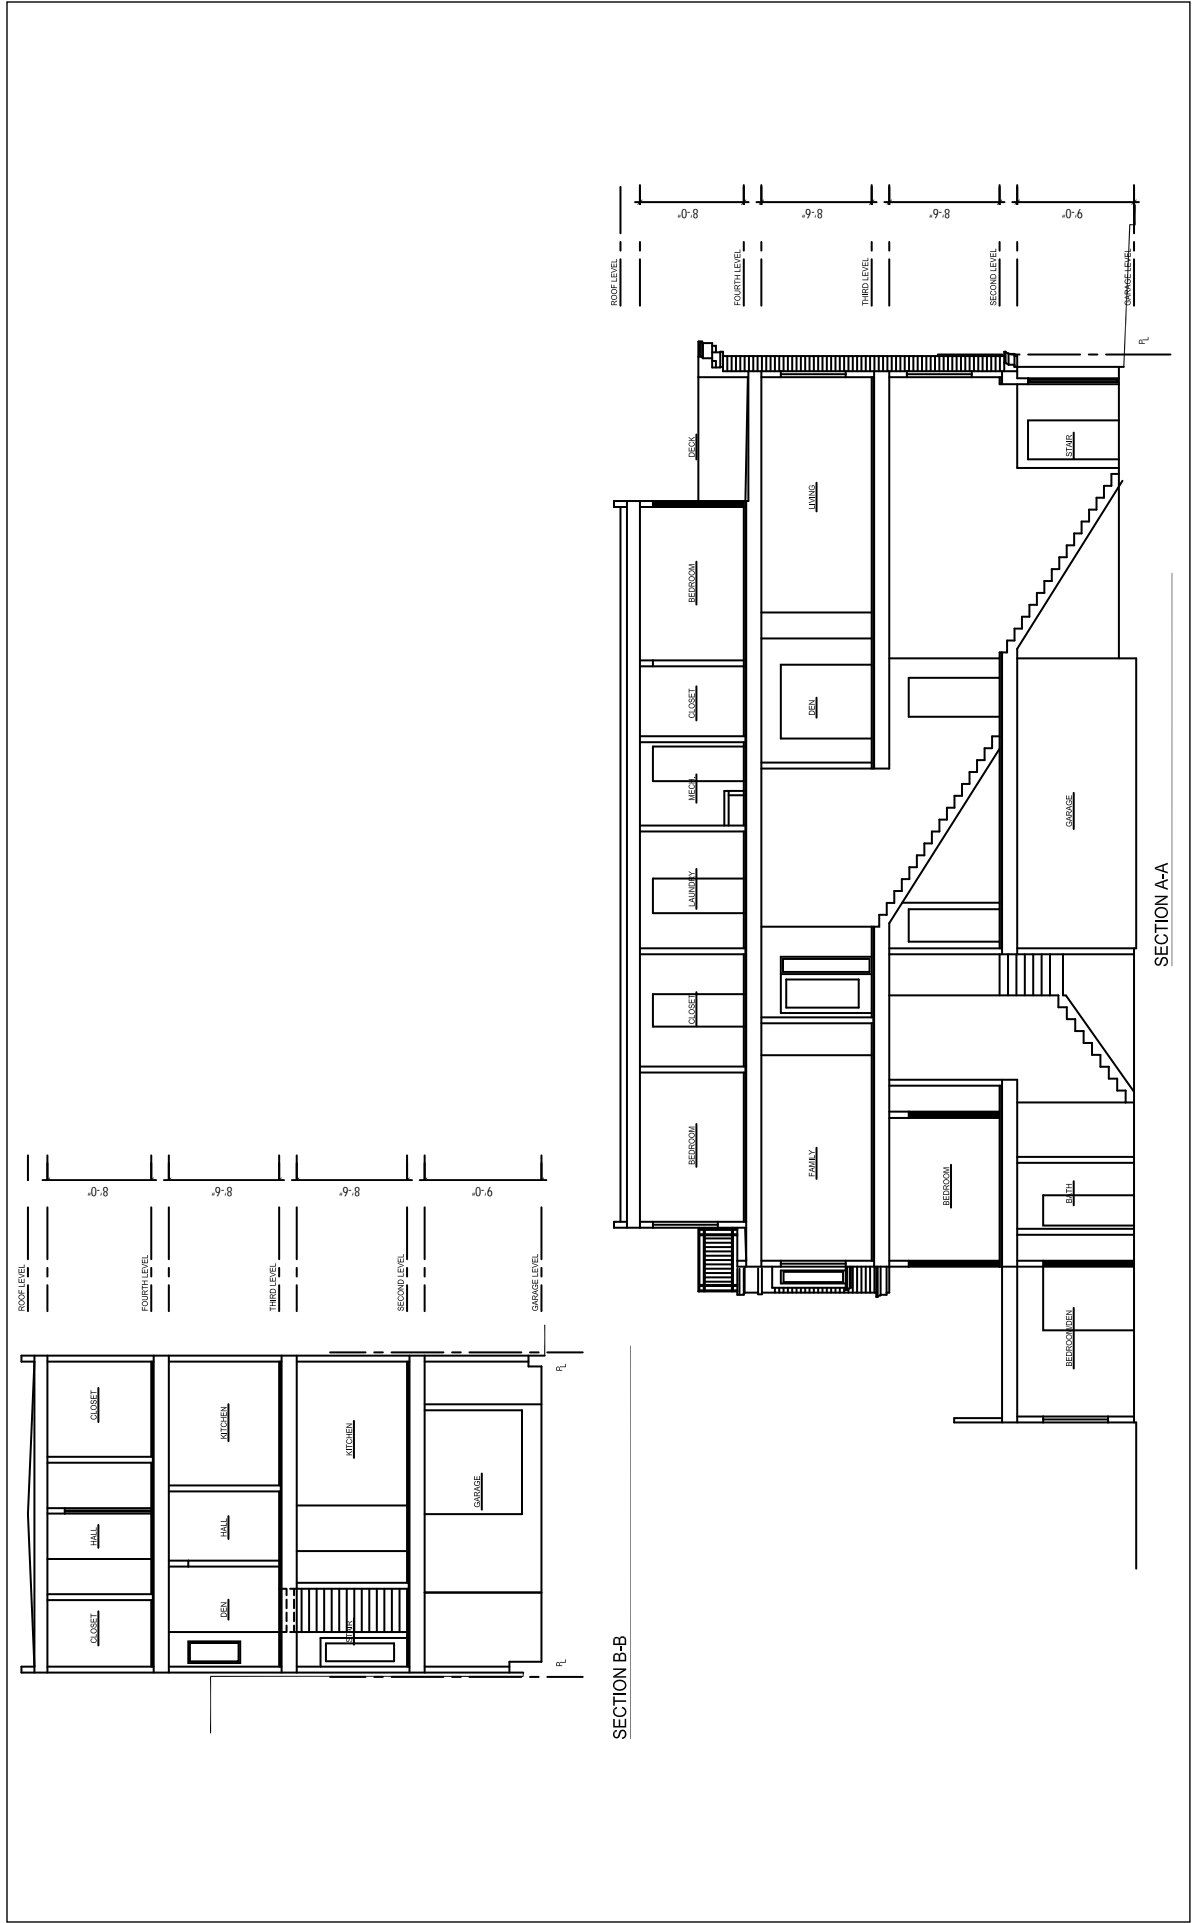 ROOF LEVEL
FOURTH LEVEL
THIRD LEVEL
SECOND LEVEL
GARAGE LEVEL
8'-0"
8'-6"
8'-6"
9'-0"
CLOSET
HALL
CLOSET
DEN
HALL
KITCHEN
STAIR
KITCHEN
GARAGE
PL
PL
SECTION B-B
BEDROOM
CLOSET
LAUNDRY
MECH.
CLOSET
BEDROOM
DECK
FAMILY
DEN
LIVING
BEDROOM
BEDROOM/DEN
BATH
GARAGE
STAIR
ROOF LEVEL
FOURTH LEVEL
THIRD LEVEL
SECOND LEVEL
GARAGE LEVEL
8'-0"
8'-6"
8'-6"
9'-0"
PL
SECTION A-A